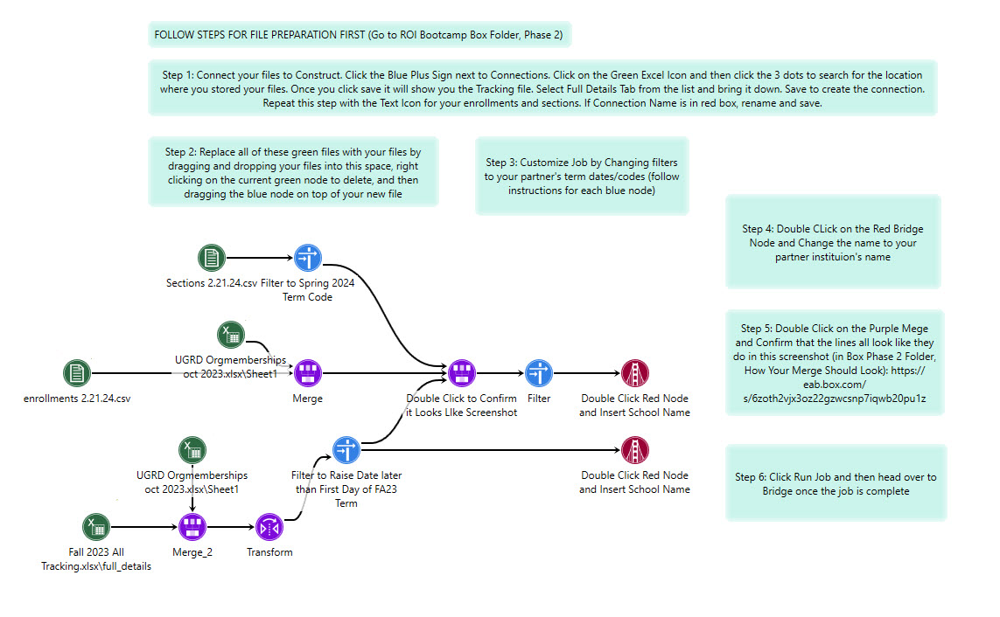 FOLLOW STEPS FOR FILE PREPARATION FIRST (Go to ROI Bootcamp Box Folder, Phase 2)
Step 1: Connect your files to Construct. Click the Blue Plus Sign next to Connections. Click on the Green Excel Icon and then click the 3 dots to search for the location
where you stored your files. Once you click save it will show you the Tracking file. Select Full Details Tab from the list and bring it down. Save to create the connection.
Repeat this step with the Text Icon for your enrollments and sections. If Connection Name is in red box, rename and save.
Step 2: Replace all of these green files with your files by
dragging and dropping your files into this space, right
clicking on the current green node to delete, and then
dragging the blue node on top of your new file
Step 3: Customize Job by Changing filters
to your partner's term dates/codes (follow
instructions for each blue node)
Step 4: Double CLick on the Red Bridge
Node and Change the name to your
partner instituion's name
Sections 2.21.24.csv
Filter to Spring 2024
Term Code
Step 5: Double Click on the Purple Mege
and Confirm that the lines all look like they
do in this screenshot (in Box Phase 2 Folder,
How Your Merge Should Look): https://
eab.box.com/
s/6zoth2vjx3oz22gzwcsnp7iqwb20pu1z
UGRD Orgmemberships
oct 2023.xlsx\Sheet1
enrollments 2.21.24.csv
Merge
Double Click to Confirm
it Looks LIke Screenshot
Filter
Double Click Red Node
and Insert School Name
UGRD Orgmemberships
oct 2023.xlsx\Sheet1
Filter to Raise Date later
than First Day of FA23
Term
Double Click Red Node
and Insert School Name
Step 6: Click Run Job and then head over to
Bridge once the job is complete
Fall 2023 All
Tracking.xlsx\full_details
Merge_2
Transform